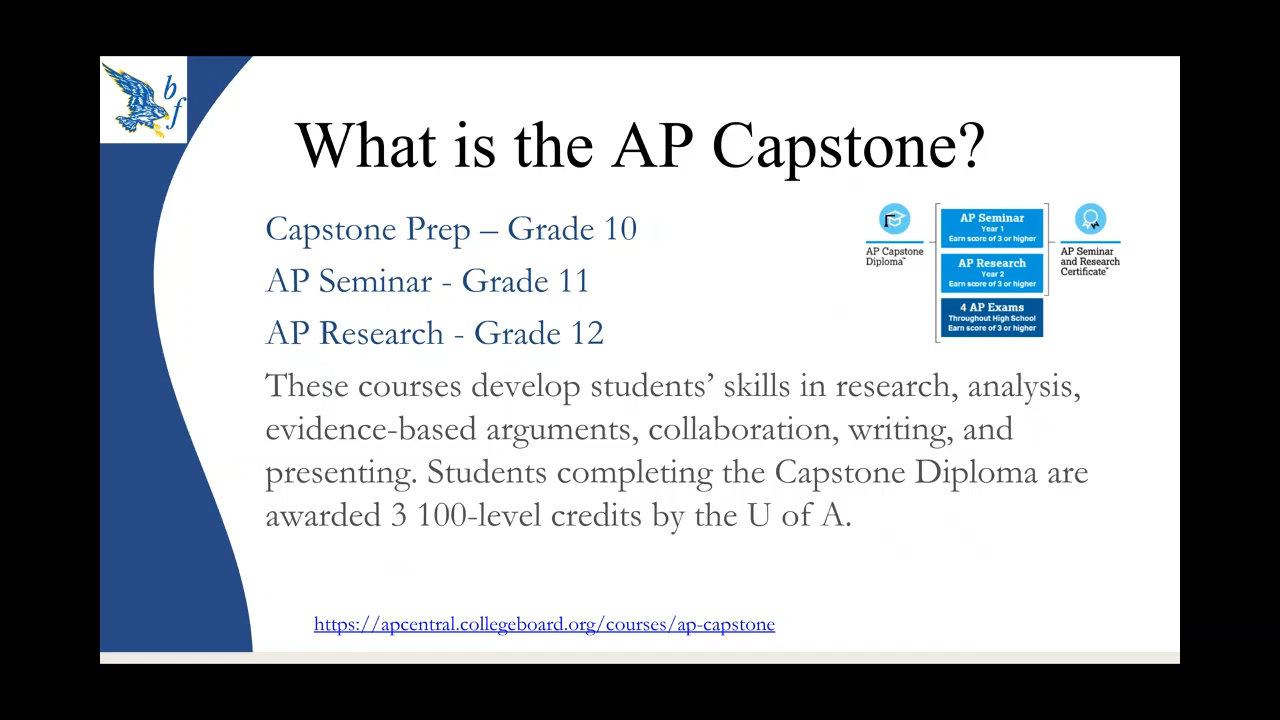 b
f
What is the AP Capstone?
Capstone Prep – Grade 10
AP Seminar - Grade 11
AP Research - Grade 12
These courses develop students’ skills in research, analysis,
evidence-based arguments, collaboration, writing, and
presenting. Students completing the Capstone Diploma are
awarded 3 100-level credits by the U of A.
AP Capstone
Diploma™
AP Seminar
Year 1
Earn score of 3 or higher
AP Research
Year 2
Earn score of 3 or higher
4 AP Exams
Throughout High School
Earn score of 3 or higher
AP Seminar
and Research
Certificate™
https://apcentral.collegeboard.org/courses/ap-capstone